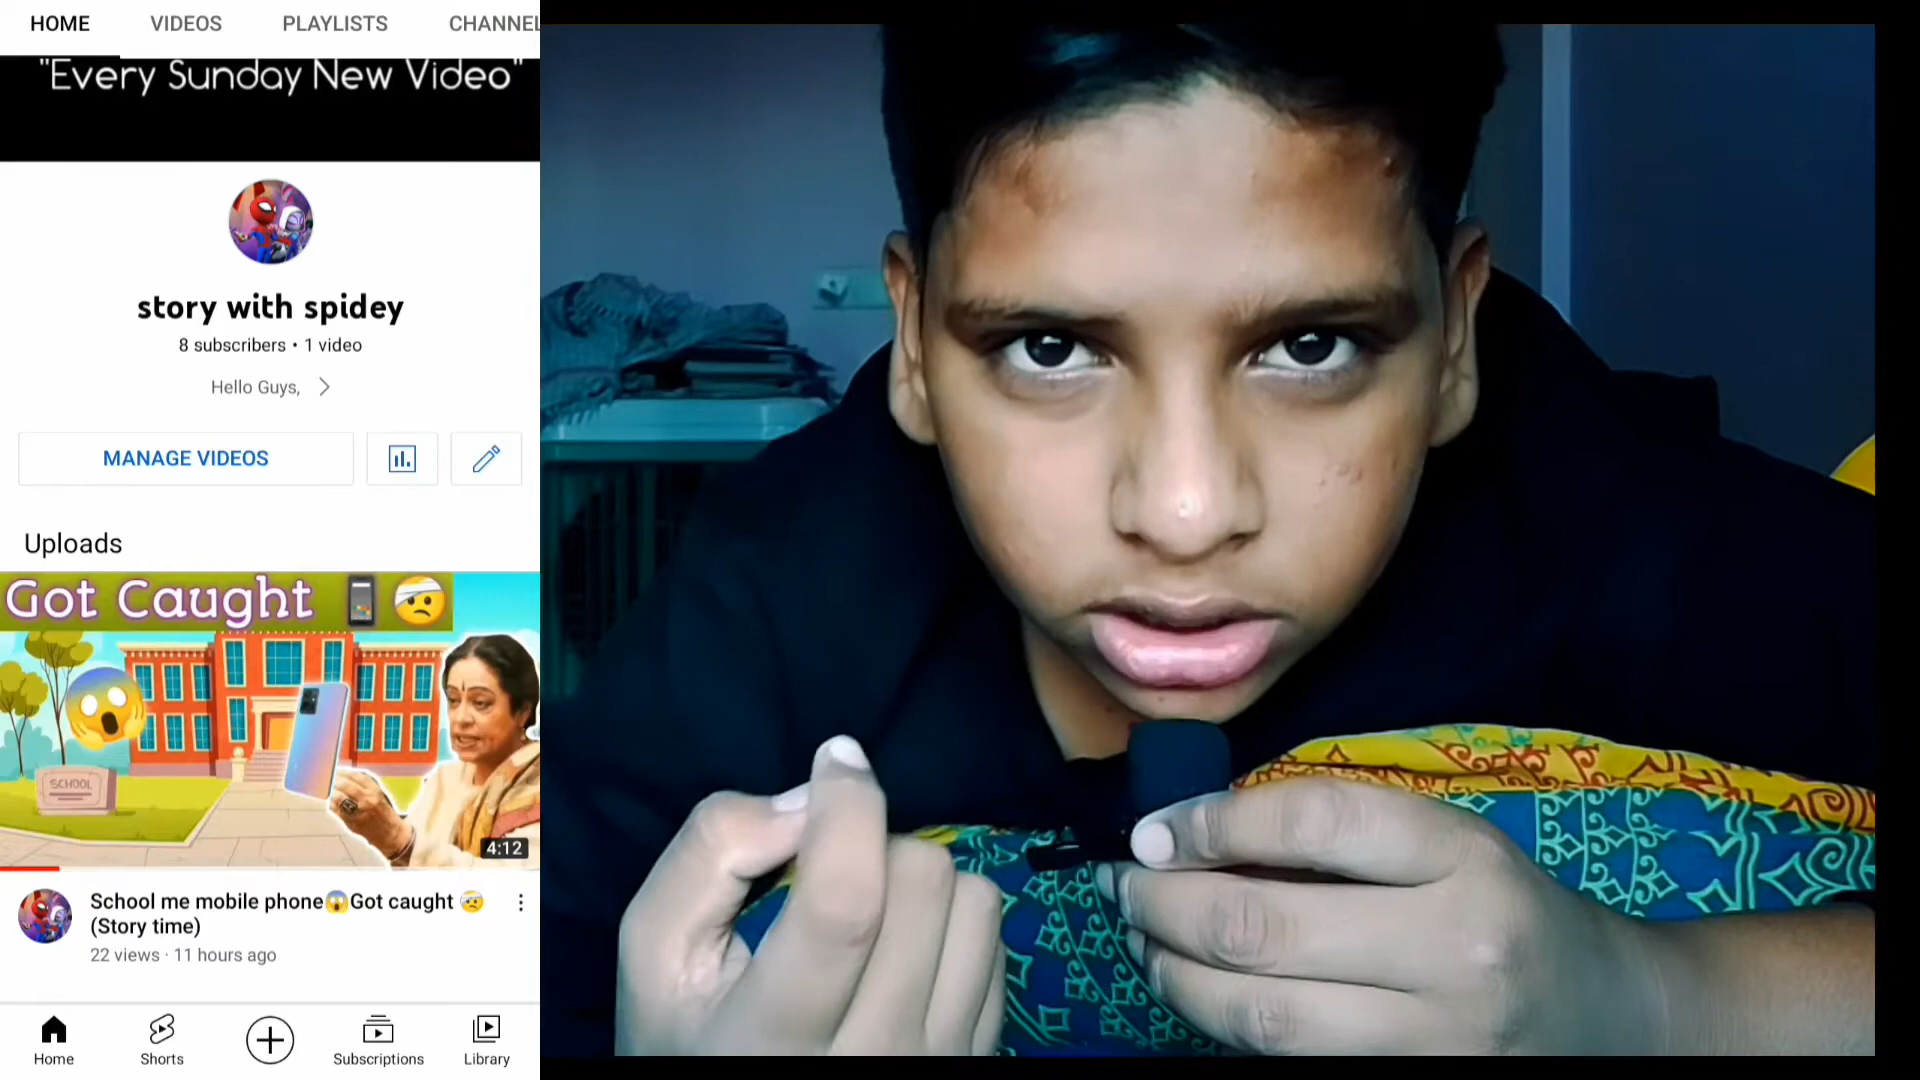 HOME VIDEOS PLAYLISTS CHANNEL
"Every Sunday New Video"
story with spidey
8 subscribers • 1 video
Hello Guys,
MANAGE VIDEOS
Uploads
Got Caught
SCHOOL
4:12
School me mobile phone😱Got caught 🤕
(Story time)
22 views · 11 hours ago
Home Shorts Subscriptions Library